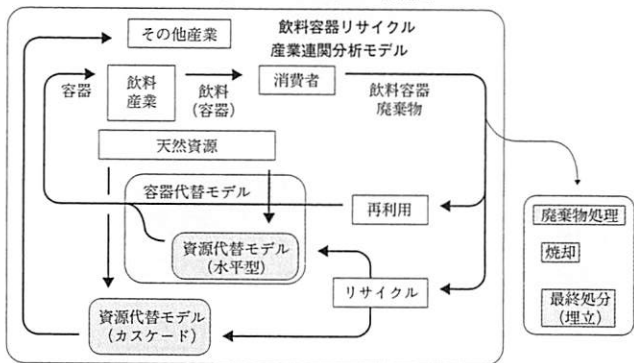 飲料容器リサイクル
産業連関分析モデル
その他産業
容器
飲料
産業
飲料
(容器)
消費者
飲料容器
廃棄物
天然資源
容器代替モデル
再利用
資源代替モデル
(水平型)
リサイクル
資源代替モデル
(カスケード)
廃棄物処理
焼却
最終処分
(埋立)